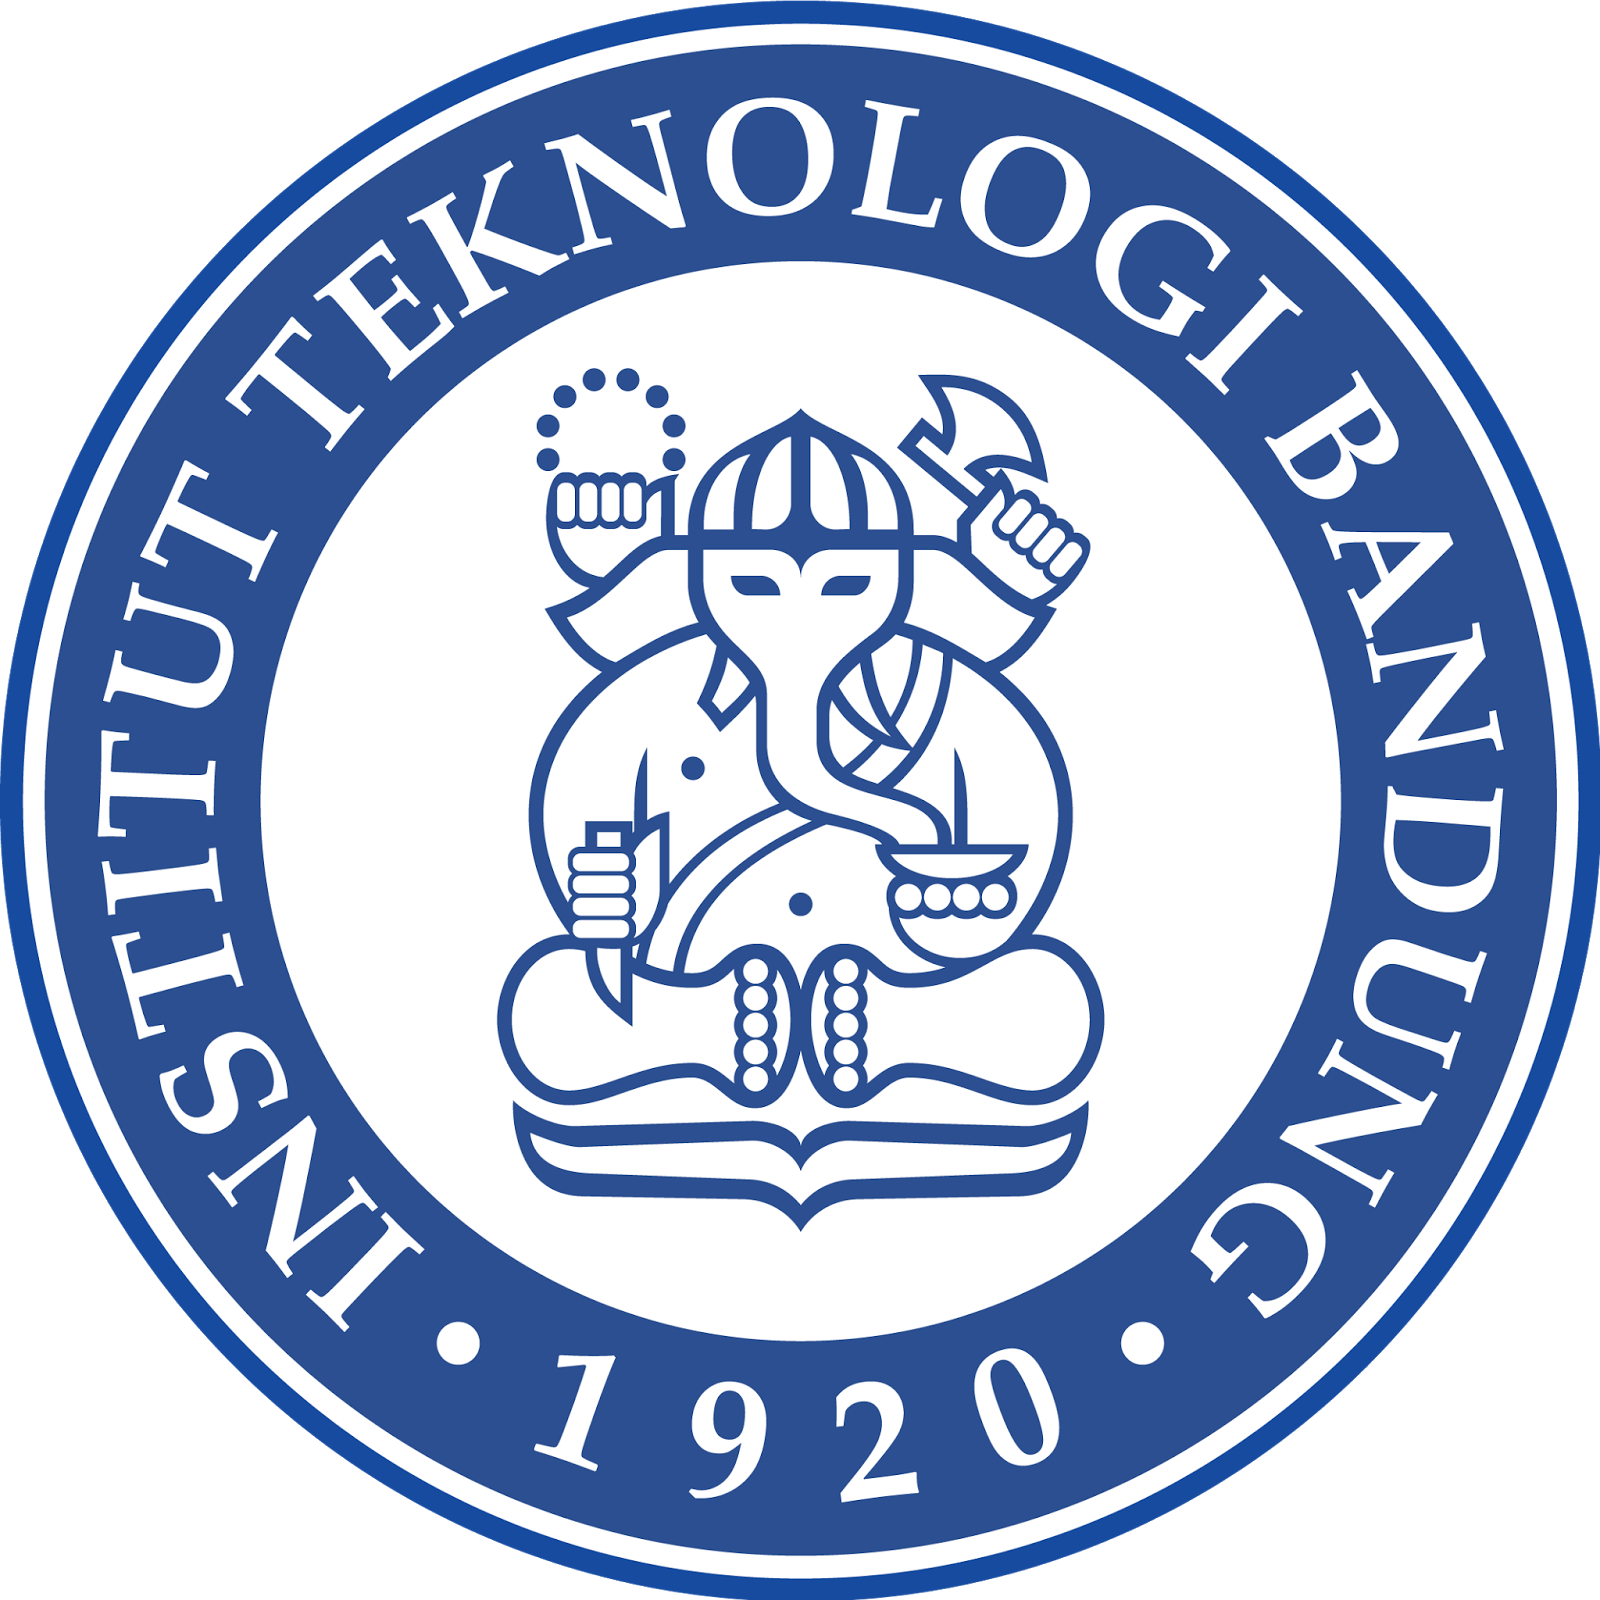 INSTITUT TEKNOLOGI BANDUNG
• 1920 •